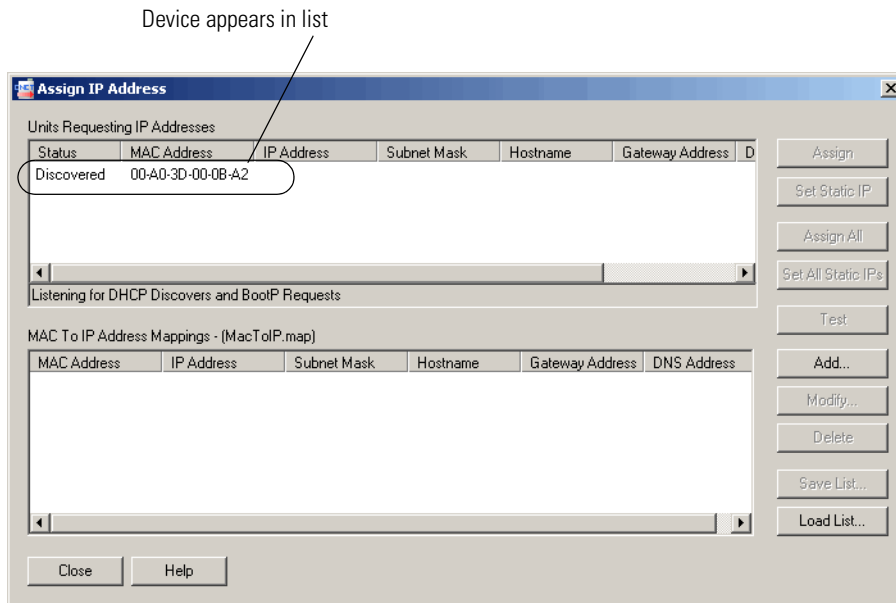 Device appears in list
Assign IP Address
Units Requesting IP Addresses
Status MAC Address IP Address Subnet Mask Hostname Gateway Address D
Discovered 00-A0-3D-00-0B-A2
Listening for DHCP Discovers and BootP Requests
MAC To IP Address Mappings - (MacToIP.map)
MAC Address IP Address Subnet Mask Hostname Gateway Address DNS Address
Assign
Set Static IP
Assign All
Set All Static IPs
Test
Add...
Modify...
Delete
Save List...
Load List...
Close Help